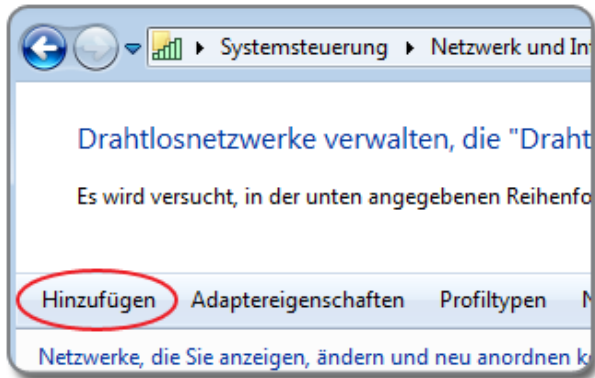 Systemsteuerung Netzwerk und
Drahtlosnetzwerke verwalten, die "Draht
Es wird versucht, in der unten angegebenen Reihenfo
Hinzufügen Adaptereigenschaften Profiltypen
Netzwerke, die Sie anzeigen, ändern und neu anordnen